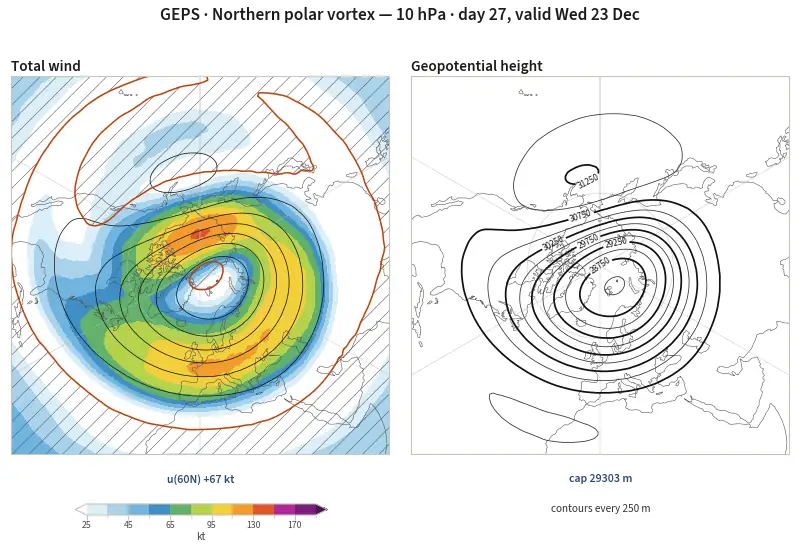 GEPS · Northern polar vortex — 10 hPa · day 27, valid Wed 23 Dec
Total wind
Geopotential height
31250
30750
30250
29750
29250
28750
u(60N) +67 kt
cap 29303 m
contours every 250 m
25 45 65 95 130 170
kt